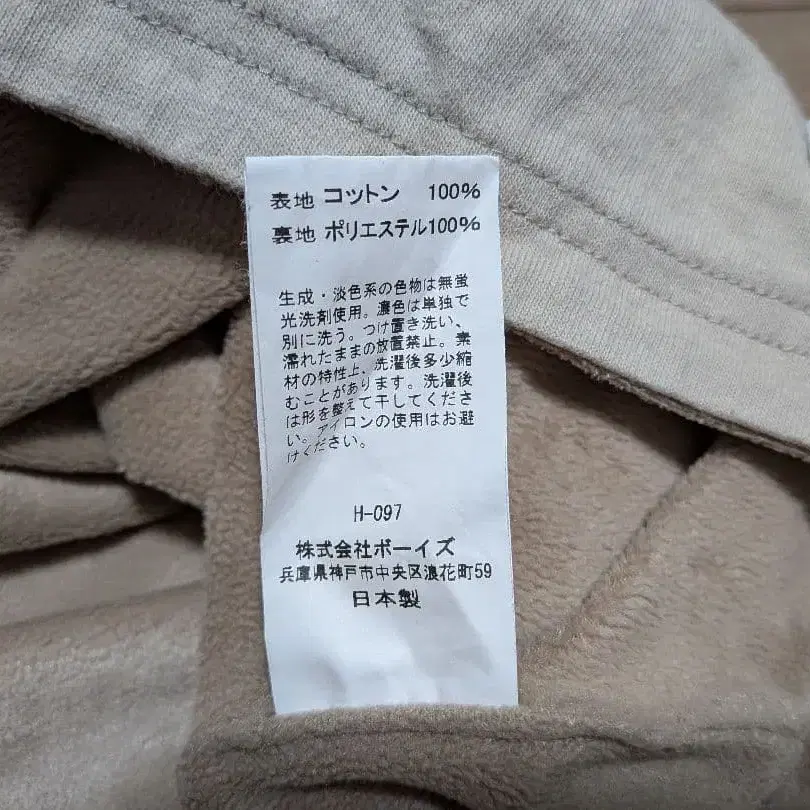 表地 コットン 100%
裏地 ポリエステル100%
生成・淡色系の色物は無蛍
光洗剤使用。濃色は単独で
別に洗う。つけ置き洗い、
濡れたままの放置禁止。素
材の特性上、洗濯後多少縮
むことがあります。洗濯後
は形を整えて干してくださ
い。アイロンの使用はお避
けください。
H-097
株式会社ボーイズ
兵庫県神戸市中央区浪花町59
日本製